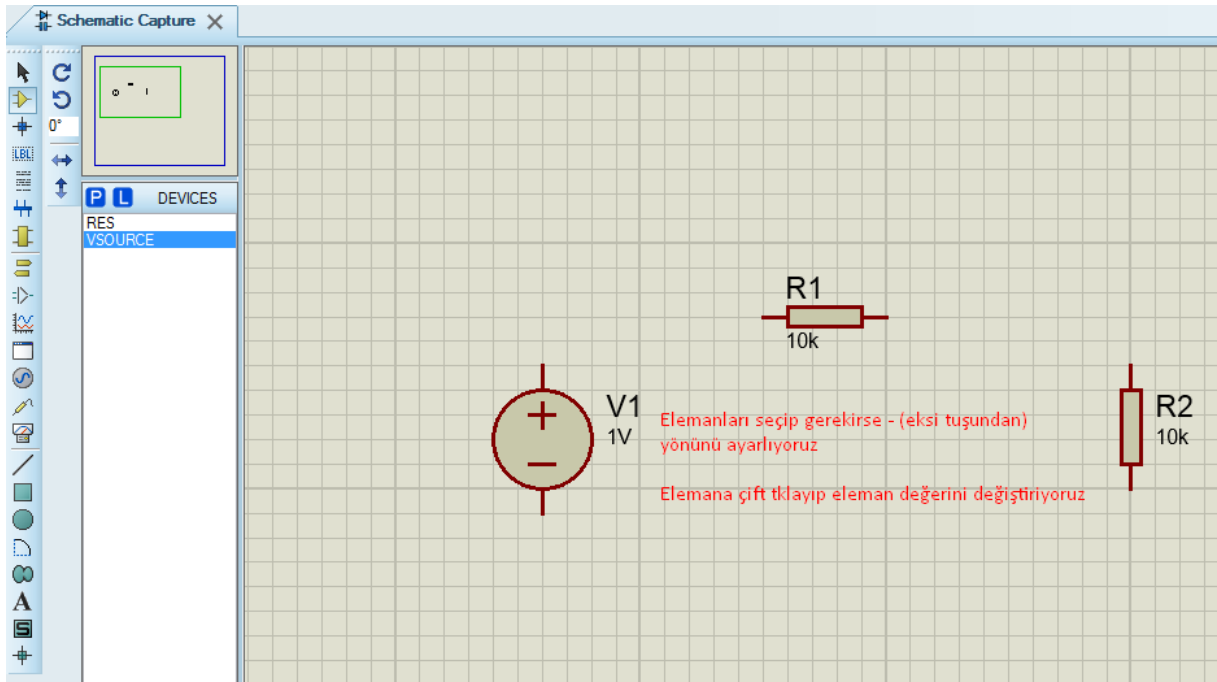 Schematic Capture
0°
LBL
P L DEVICES
RES
VSOURCE
R1
10k
V1
1V
Elemanları seçip gerekirse - (eksi tuşundan)
yönünü ayarlıyoruz
Elemana çift tklayıp eleman değerini değiştiriyoruz
R2
10k
A
S